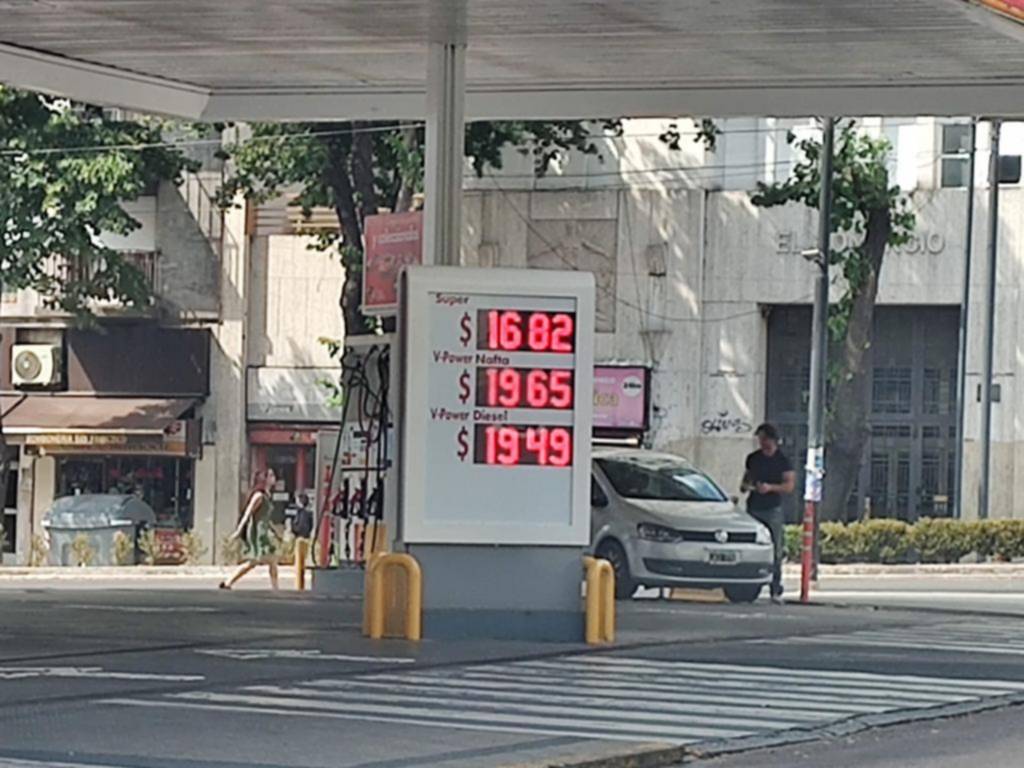 Super
$ 1682
V-Power Nafta
$ 1965
V-Power Diesel
$ 1949